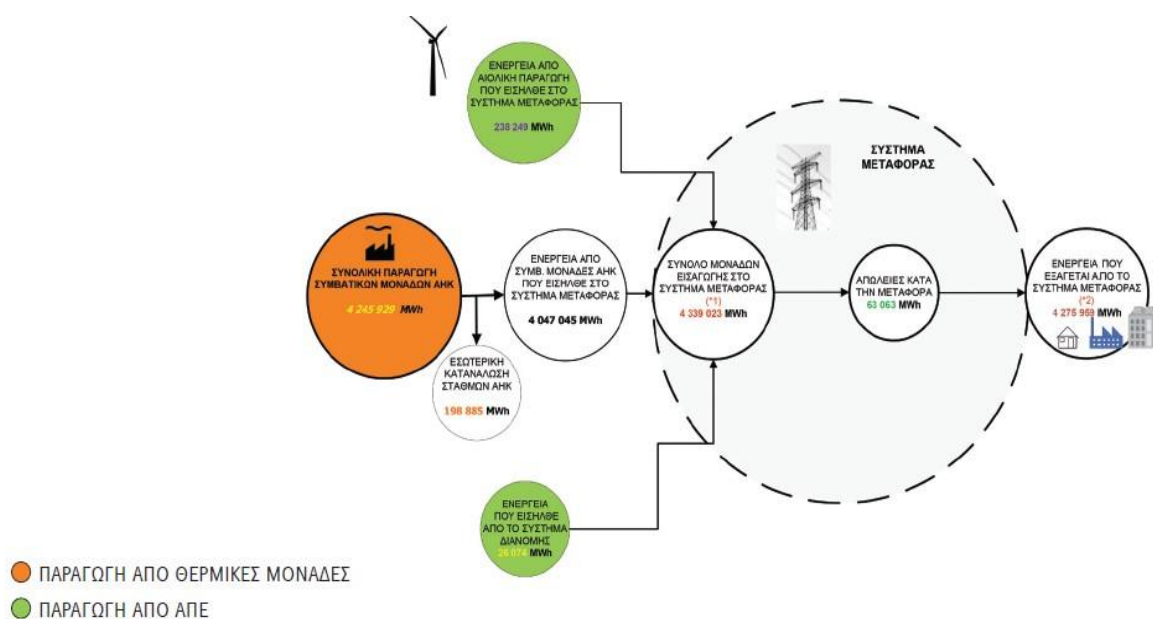 ΕΝΕΡΓΕΙΑ ΑΠΟ
ΑΙΟΛΙΚΗ ΠΑΡΑΓΩΓΗ
ΠΟΥ ΕΙΣΗΛΘΕ ΣΤΟ
ΣΥΣΤΗΜΑ ΜΕΤΑΦΟΡΑΣ
238 249 MWh
ΣΥΣΤΗΜΑ
ΜΕΤΑΦΟΡΑΣ
ΣΥΝΟΛΙΚΗ ΠΑΡΑΓΩΓΗ
ΣΥΜΒΑΤΙΚΩΝ ΜΟΝΑΔΩΝ ΑΗΚ
4 245 929 MWh
ΕΝΕΡΓΕΙΑ ΑΠΟ
ΣΥΜΒ. ΜΟΝΑΔΕΣ ΑΗΚ
ΠΟΥ ΕΙΣΗΛΘΕ ΣΤΟ
ΣΥΣΤΗΜΑ ΜΕΤΑΦΟΡΑΣ
4 047 045 MWh
ΣΥΝΟΛΟ ΜΟΝΑΔΩΝ
ΕΙΣΑΓΩΓΗΣ ΣΤΟ
ΣΥΣΤΗΜΑ ΜΕΤΑΦΟΡΑΣ
(*1)
4 339 023 MWh
ΑΠΩΛΕΙΕΣ ΚΑΤΑ
ΤΗΝ ΜΕΤΑΦΟΡΑ
63 063 MWh
ΕΝΕΡΓΕΙΑ ΠΟΥ
ΕΞΑΓΕΤΑΙ ΑΠΟ ΤΟ
ΣΥΣΤΗΜΑ ΜΕΤΑΦΟΡΑΣ
(*2)
4 275 959 MWh
ΕΣΩΤΕΡΙΚΗ
ΚΑΤΑΝΑΛΩΣΗ
ΣΤΑΘΜΩΝ ΑΗΚ
198 885 MWh
ΕΝΕΡΓΕΙΑ
ΠΟΥ ΕΙΣΗΛΘΕ
ΑΠΟ ΤΟ ΣΥΣΤΗΜΑ
ΔΙΑΝΟΜΗΣ
26 074 MWh
ΠΑΡΑΓΩΓΗ ΑΠΟ ΘΕΡΜΙΚΕΣ ΜΟΝΑΔΕΣ
ΠΑΡΑΓΩΓΗ ΑΠΟ ΑΠΕ